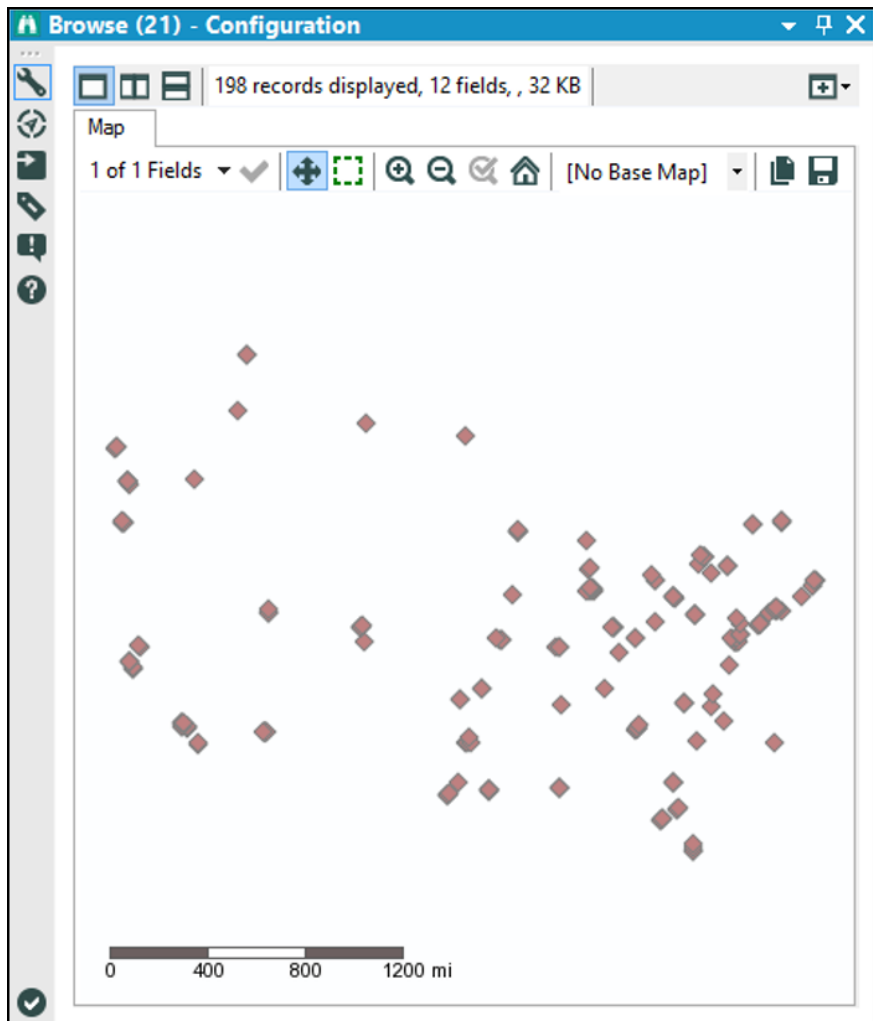 Browse (21) - Configuration
198 records displayed, 12 fields, , 32 KB
Map
1 of 1 Fields
[No Base Map]
0 400 800 1200 mi